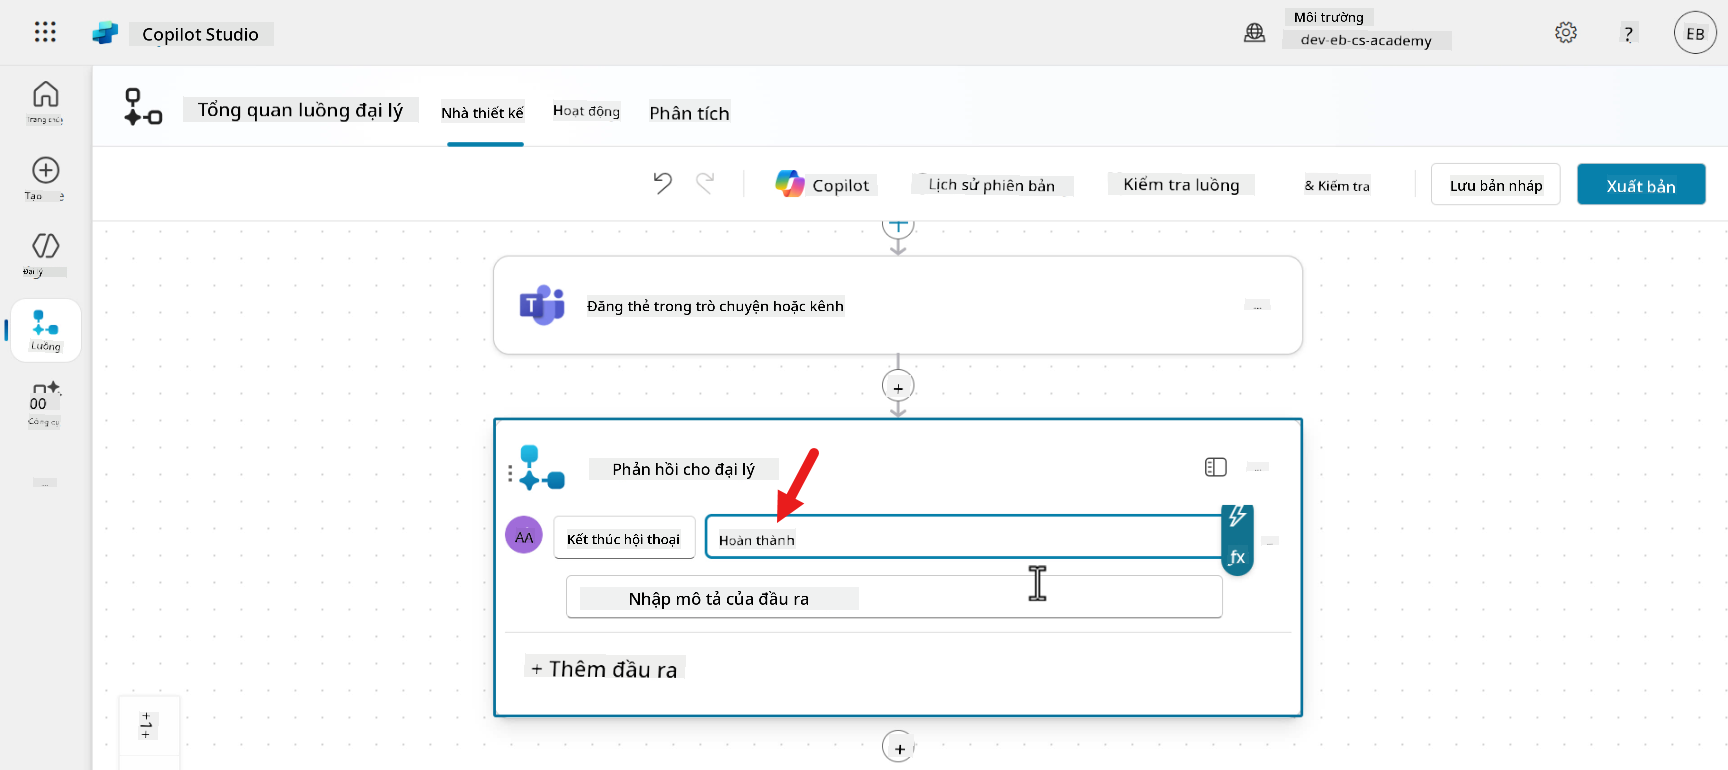 Copilot Studio
Môi trường
dev-eb-cs-academy
?
EB
Trang chủ
Tổng quan luồng đại lý
Nhà thiết kế
Hoạt động
Phân tích
Tạo
Copilot
Lịch sử phiên bản
Kiểm tra luồng
& Kiểm tra
Lưu bản nháp
Xuất bản
Đại lý
Luồng
Đăng thẻ trong trò chuyện hoặc kênh
...
Công cụ
Phản hồi cho đại lý
...
AA
Kết thúc hội thoại
Hoàn thành
fx
Nhập mô tả của đầu ra
+ Thêm đầu ra